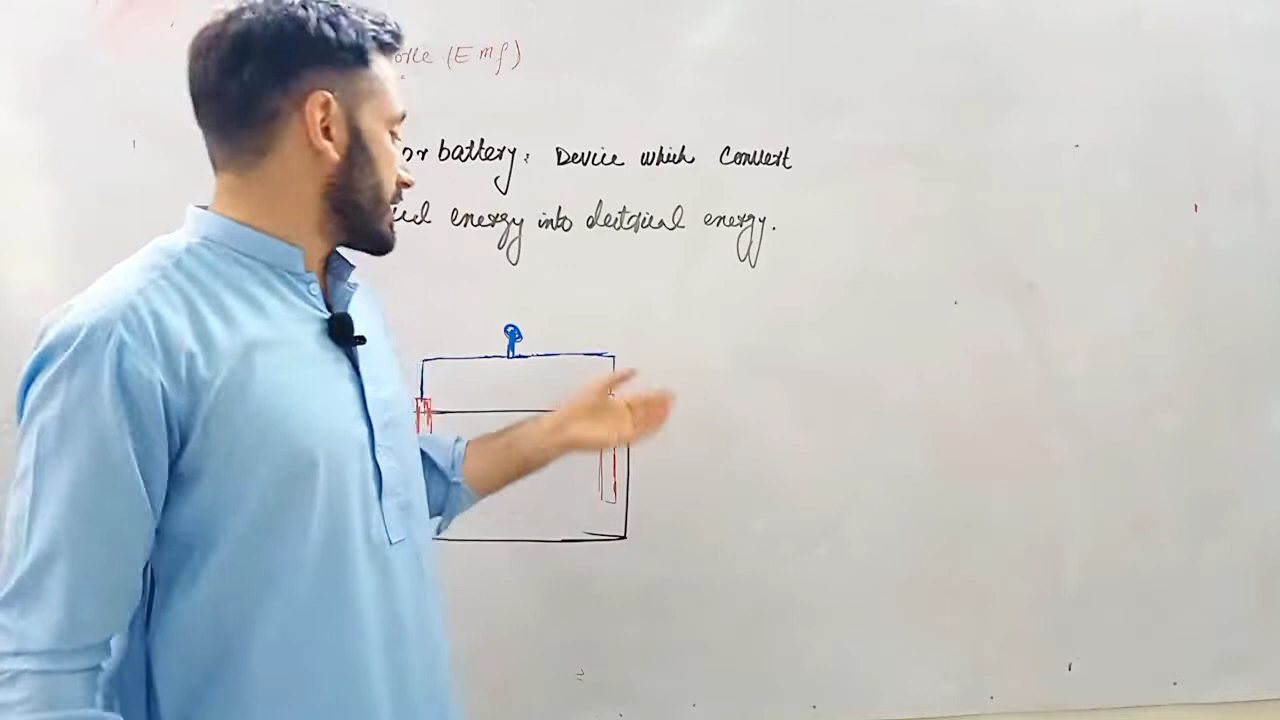 (Emf)
or battery: Device which Convert
energy into electrical energy.